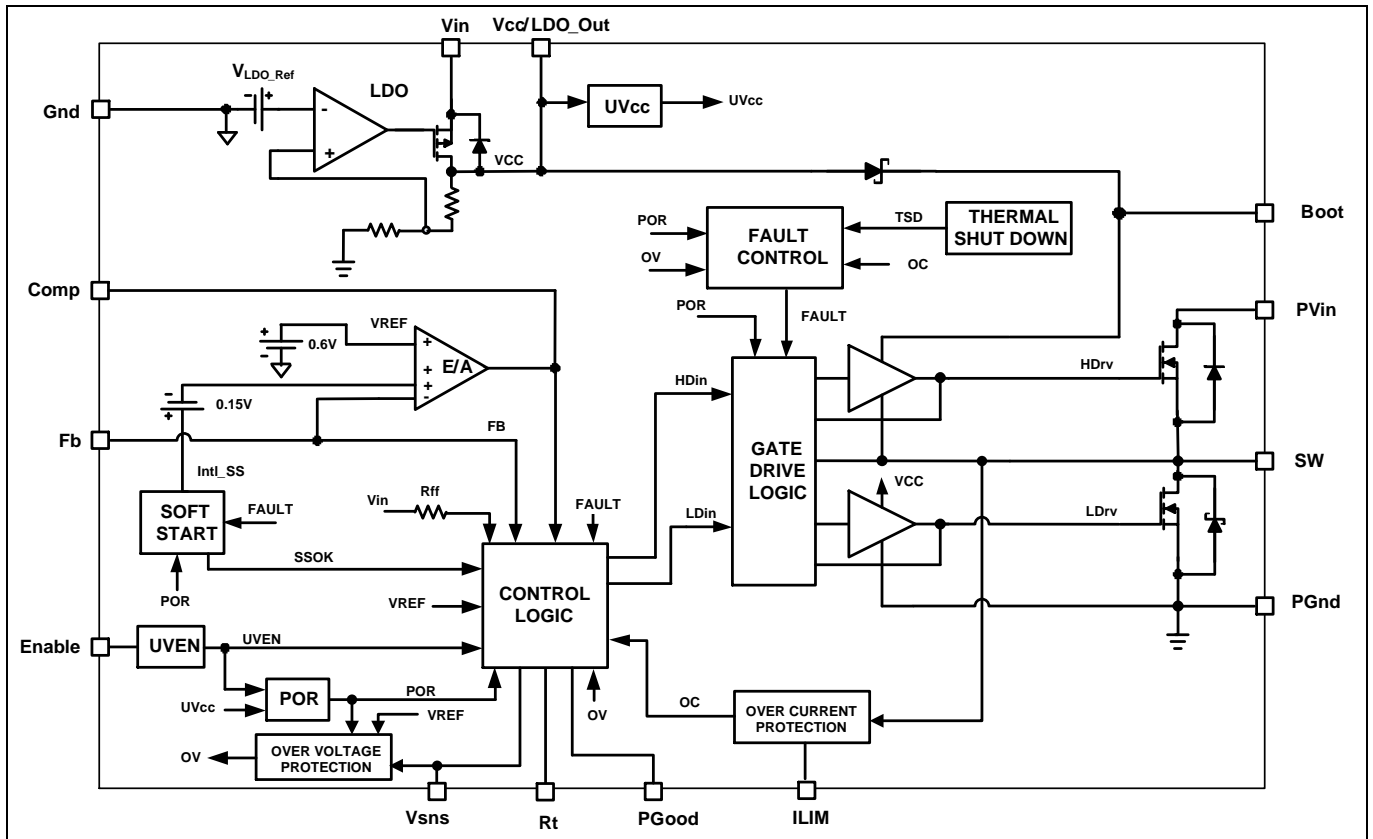 Vin
Vcc/LDO_Out
VLDO_Ref
- +
LDO
Gnd
-
+
UVcc
UVcc
VCC
Boot
POR
OV
FAULT
CONTROL
TSD
OC
THERMAL
SHUT DOWN
Comp
PVin
POR
FAULT
VREF
+
-
0.6V
+
+
+
-
E/A
HDin
HDrv
-
+
0.15V
Fb
FB
GATE
DRIVE
LOGIC
SW
Intl_SS
VCC
Vin
Rff
FAULT
SOFT
START
FAULT
LDin
LDrv
SSOK
CONTROL
LOGIC
POR
VREF
PGnd
Enable
UVEN
UVEN
POR
POR
UVcc
VREF
OV
OC
OVER CURRENT
PROTECTION
OV
OVER VOLTAGE
PROTECTION
Vsns
Rt
PGood
ILIM